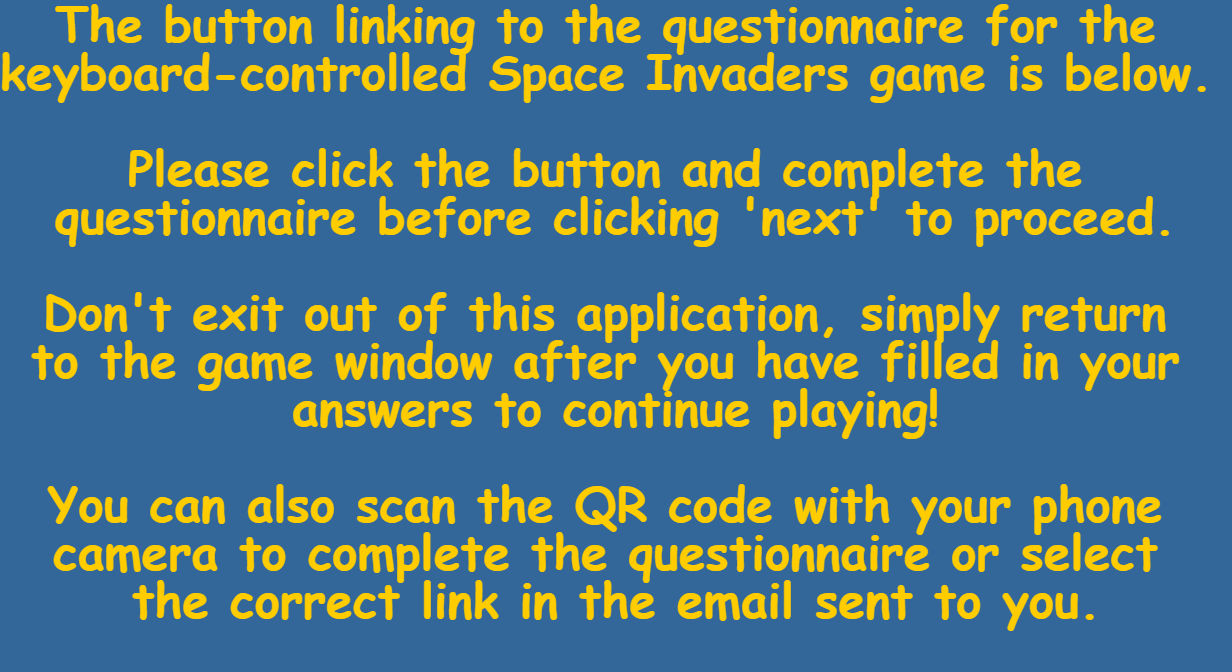 The button linking to the questionnaire for the
keyboard-controlled Space Invaders game is below.
Please click the button and complete the
questionnaire before clicking 'next' to proceed.
Don't exit out of this application, simply return
to the game window after you have filled in your
answers to continue playing!
You can also scan the QR code with your phone
camera to complete the questionnaire or select
the correct link in the email sent to you.